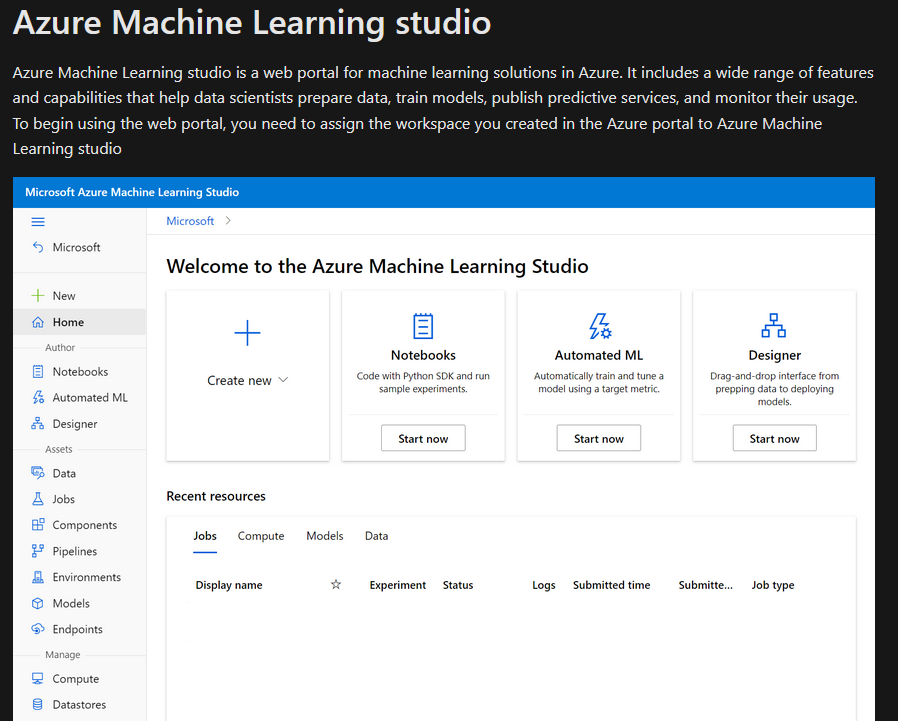 Azure Machine Learning studio
Azure Machine Learning studio is a web portal for machine learning solutions in Azure. It includes a wide range of features
and capabilities that help data scientists prepare data, train models, publish predictive services, and monitor their usage.
To begin using the web portal, you need to assign the workspace you created in the Azure portal to Azure Machine
Learning studio
Microsoft Azure Machine Learning Studio
Microsoft
New
Home
Author
Notebooks
Automated ML
Designer
Assets
Data
Jobs
Components
Pipelines
Environments
Models
Endpoints
Manage
Compute
Datastores
Microsoft
Welcome to the Azure Machine Learning Studio
Create new
Notebooks
Code with Python SDK and run
sample experiments.
Start now
Automated ML
Automatically train and tune a
model using a target metric.
Start now
Designer
Drag-and-drop interface from
prepping data to deploying
models.
Start now
Recent resources
Jobs Compute Models Data
Display name Experiment Status Logs Submitted time Submitte... Job type